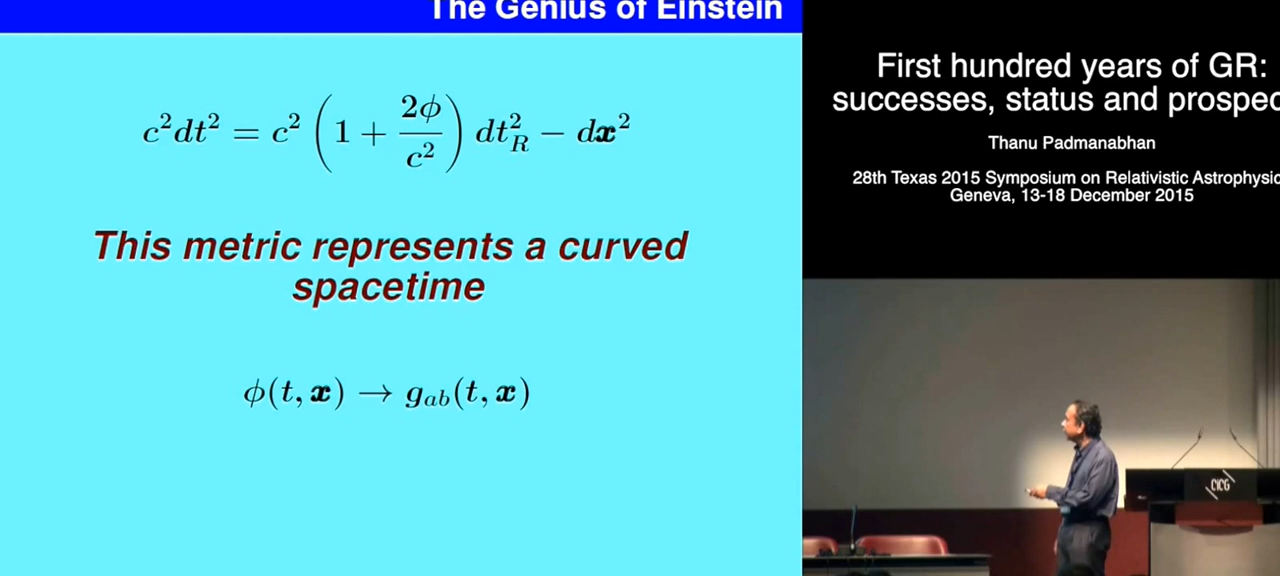 The Genius of Einstein
c²dt² = c² (1 + 2ϕ/c²) dt_R² − d𝒙²
This metric represents a curved
spacetime
ϕ(t, 𝒙) → g_ab(t, 𝒙)
First hundred years of GR:
successes, status and prospec
Thanu Padmanabhan
28th Texas 2015 Symposium on Relativistic Astrophysic
Geneva, 13-18 December 2015
CICG